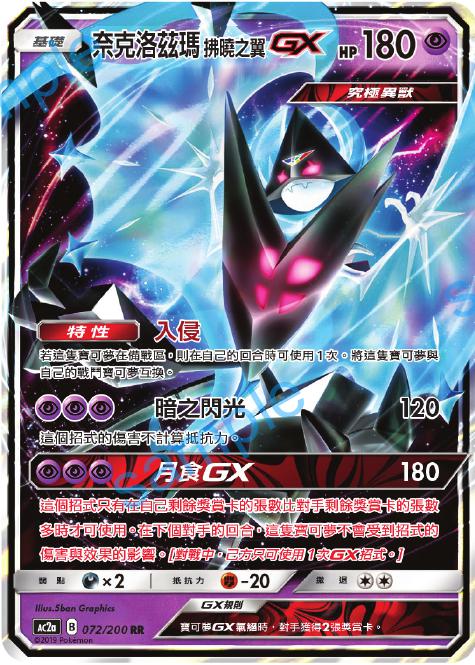 基礎 奈克洛茲瑪 拂曉之翼 GX HP 180
究極異獸
特性 入侵
若這隻寶可夢在備戰區,則在自己的回合時可使用1次。將這隻寶可夢與
自己的戰鬥寶可夢互換。
暗之閃光 120
這個招式的傷害不計算抵抗力。
月食GX 180
這個招式只有在自己剩餘獎賞卡的張數比對手剩餘獎賞卡的張數
多時才可使用。在下個對手的回合,這隻寶可夢不會受到招式的
傷害與效果的影響。[對戰中,己方只可使用1次GX招式。]
弱點 ×2 抵抗力 -20 撤退
Illus.5ban Graphics
GX規則
AC2a B 072/200 RR
寶可夢GX氣絕時,對手獲得2張獎賞卡。
©2019 Pokémon
sample